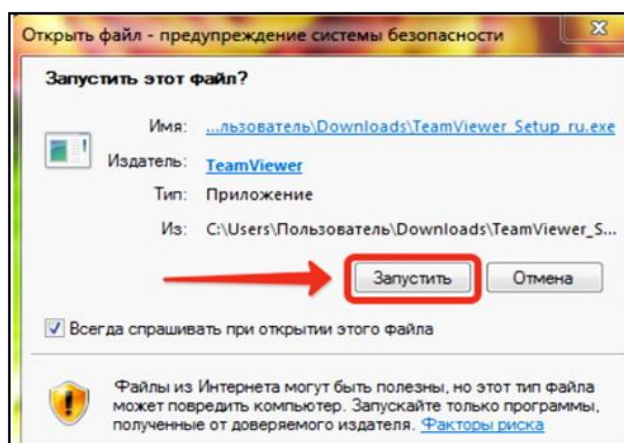 Открыть файл - предупреждение системы безопасности
Запустить этот файл?
Имя: ...льзователь\Downloads\TeamViewer_Setup_ru.exe
Издатель: TeamViewer
Тип: Приложение
Из: C:\Users\Пользователь\Downloads\TeamViewer_S...
Запустить Отмена
Всегда спрашивать при открытии этого файла
Файлы из Интернета могут быть полезны, но этот тип файла
может повредить компьютер. Запускайте только программы,
полученные от доверяемого издателя. Факторы риска